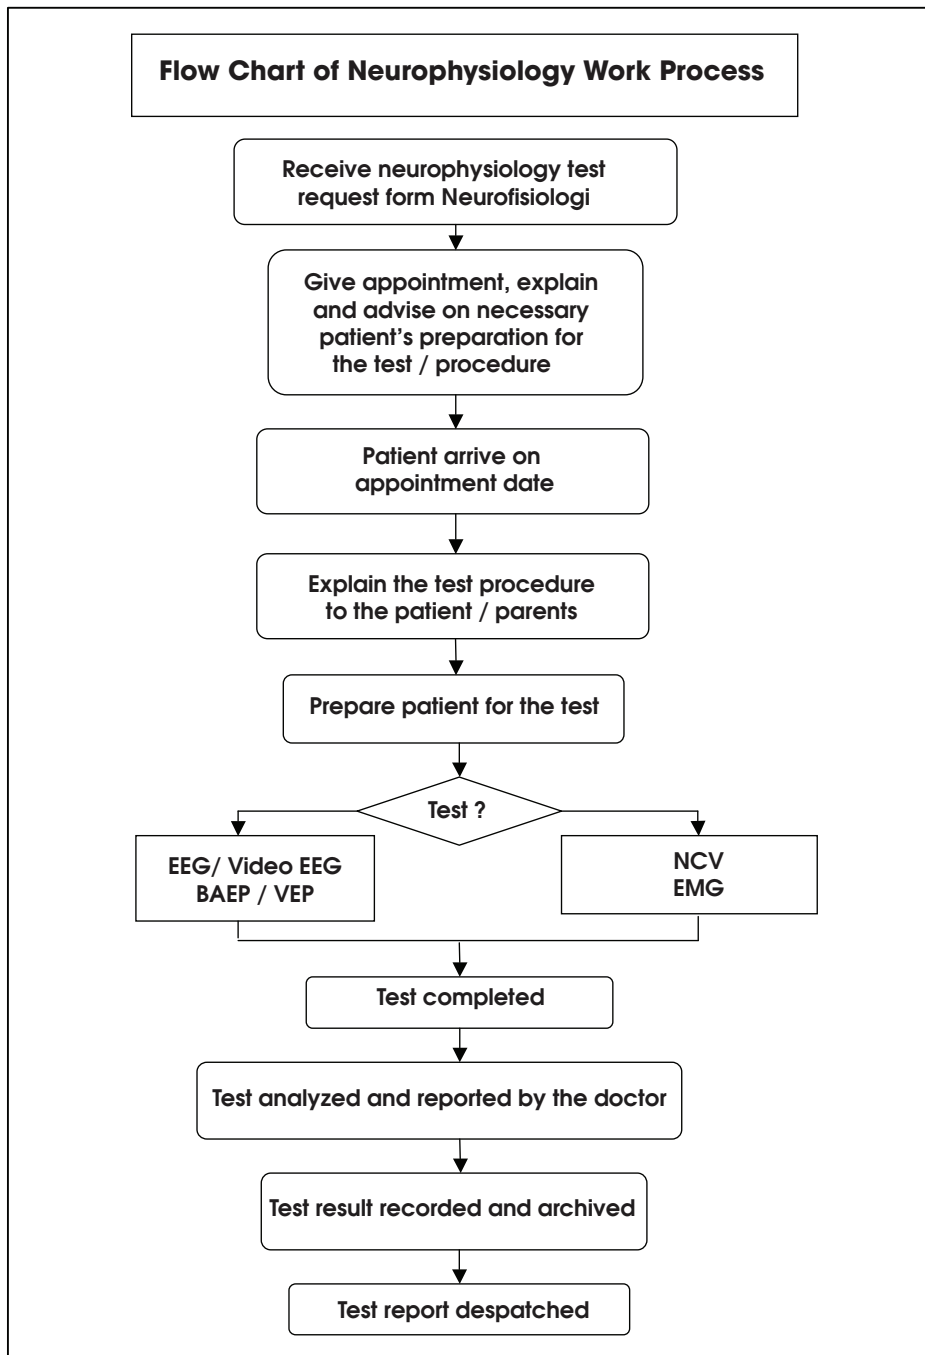 Flow Chart of Neurophysiology Work Process
Receive neurophysiology test
request form Neurofisiologi
Give appointment, explain
and advise on necessary
patient's preparation for
the test / procedure
Patient arrive on
appointment date
Explain the test procedure
to the patient / parents
Prepare patient for the test
Test ?
EEG/ Video EEG
BAEP / VEP
NCV
EMG
Test completed
Test analyzed and reported by the doctor
Test result recorded and archived
Test report despatched